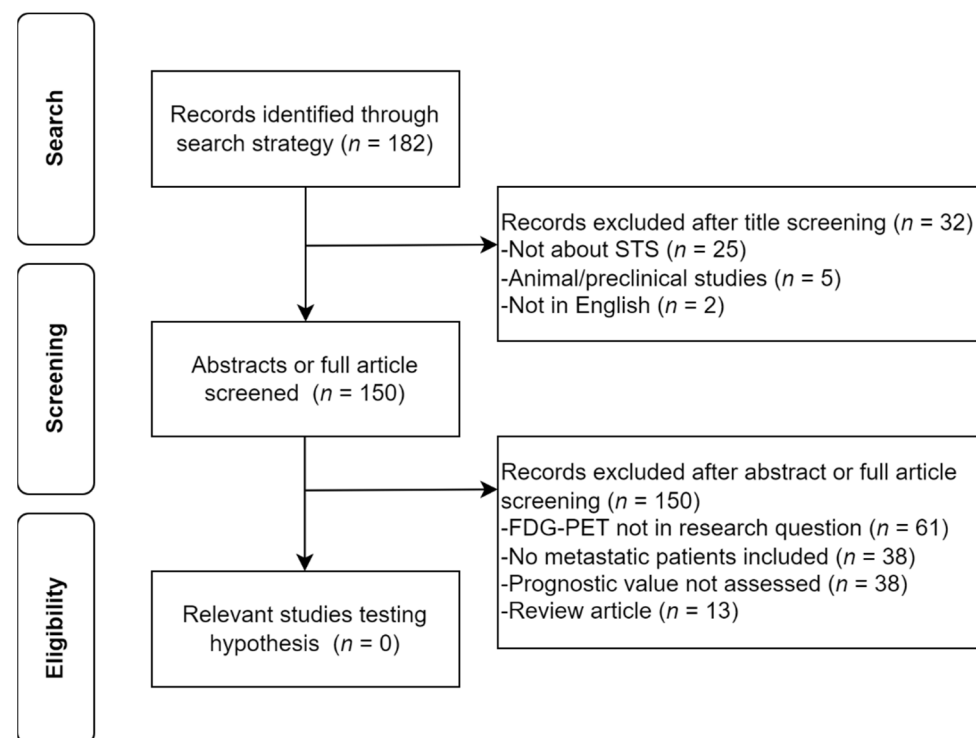 Search
Records identified through
search strategy (n = 182)
Records excluded after title screening (n = 32)
-Not about STS (n = 25)
-Animal/preclinical studies (n = 5)
-Not in English (n = 2)
Screening
Abstracts or full article
screened (n = 150)
Records excluded after abstract or full article
screening (n = 150)
-FDG-PET not in research question (n = 61)
-No metastatic patients included (n = 38)
-Prognostic value not assessed (n = 38)
-Review article (n = 13)
Eligibility
Relevant studies testing
hypothesis (n = 0)